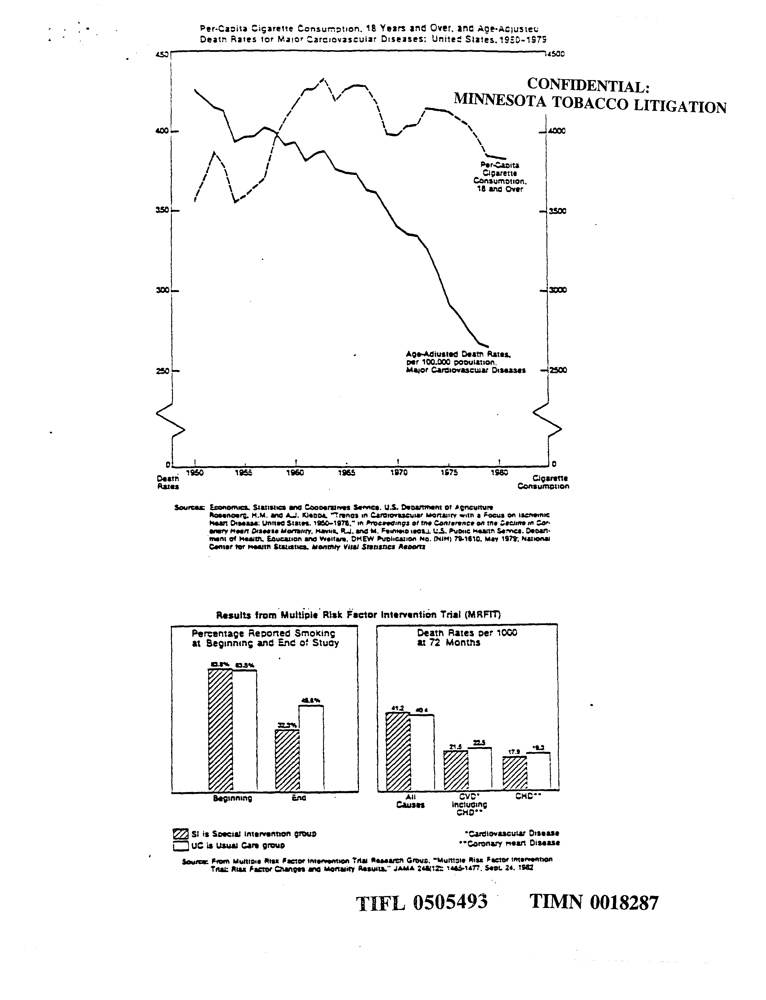 Per-Capita Cigarette Consumption, 18 Years and Over, and Age-Adjusted
Death Rates for Major Cardiovascular Diseases: United States, 1950-1979
450
4500
CONFIDENTIAL:
MINNESOTA TOBACCO LITIGATION
400
4000
Per-Capita
Cigarette
Consumption,
18 and Over
350
3500
300
3000
Age-Adjusted Death Rates,
per 100,000 population,
Major Cardiovascular Diseases
250
2500
0
0
1950 1955 1960 1965 1970 1975 1980
Death
Rates
Cigarette
Consumption
Sources: Economics, Statistics and Cooperatives Service, U.S. Department of Agriculture
Rosenberg, H.M. and A.J. Klebba, "Trends in Cardiovascular Mortality with a Focus on Ischemic
Heart Disease: United States, 1950-1976," in Proceedings of the Conference on the Decline in Cor-
onary Heart Disease Mortality, Havlik, R.J. and M. Feinleib (eds.), U.S. Public Health Service, Depart-
ment of Health, Education and Welfare, DHEW Publication No. (NIH) 79-1610, May 1979; National
Center for Health Statistics, Monthly Vital Statistics Reports
Results from Multiple Risk Factor Intervention Trial (MRFIT)
Percentage Reported Smoking
at Beginning and End of Study
63.8% 63.5%
45.6%
32.3%
Beginning End
Death Rates per 1000
at 72 Months
41.2 40.4
21.5 22.5
17.9
All
Causes
CVD*
including
CHD**
CHD**
SI is Special Intervention group
UC is Usual Care group
*Cardiovascular Disease
**Coronary Heart Disease
Source: From Multiple Risk Factor Intervention Trial Research Group, "Multiple Risk Factor Intervention
Trial: Risk Factor Changes and Mortality Results," JAMA 248(12): 1465-1477, Sept. 24, 1982
TIFL 0505493 TIMN 0018287